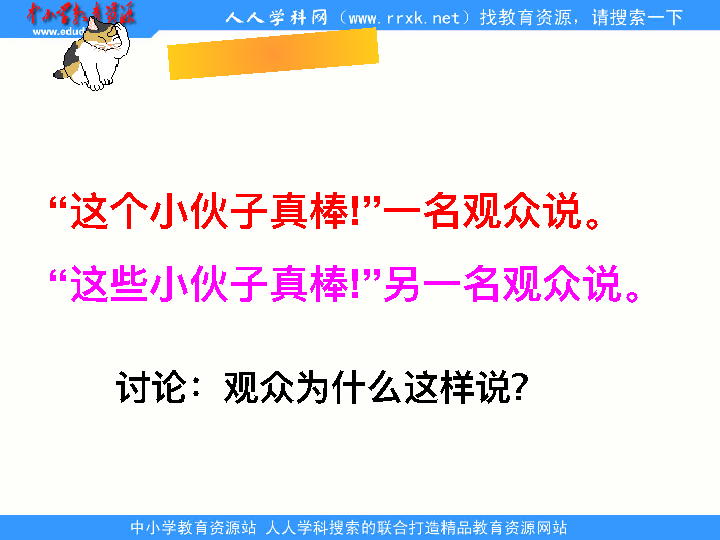 中小学教育资源
www.edudo
人人学科网（www.rrxk.net）找教育资源，请搜索一下
“这个小伙子真棒!”一名观众说。
“这些小伙子真棒!”另一名观众说。
讨论：观众为什么这样说?
中小学教育资源站 人人学科搜索的联合打造精品教育资源网站